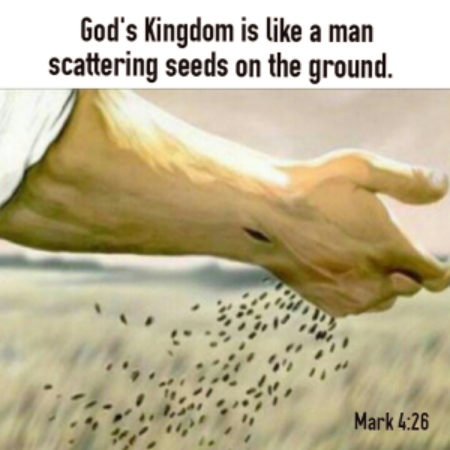 God's Kingdom is like a man
scattering seeds on the ground.
Mark 4:26